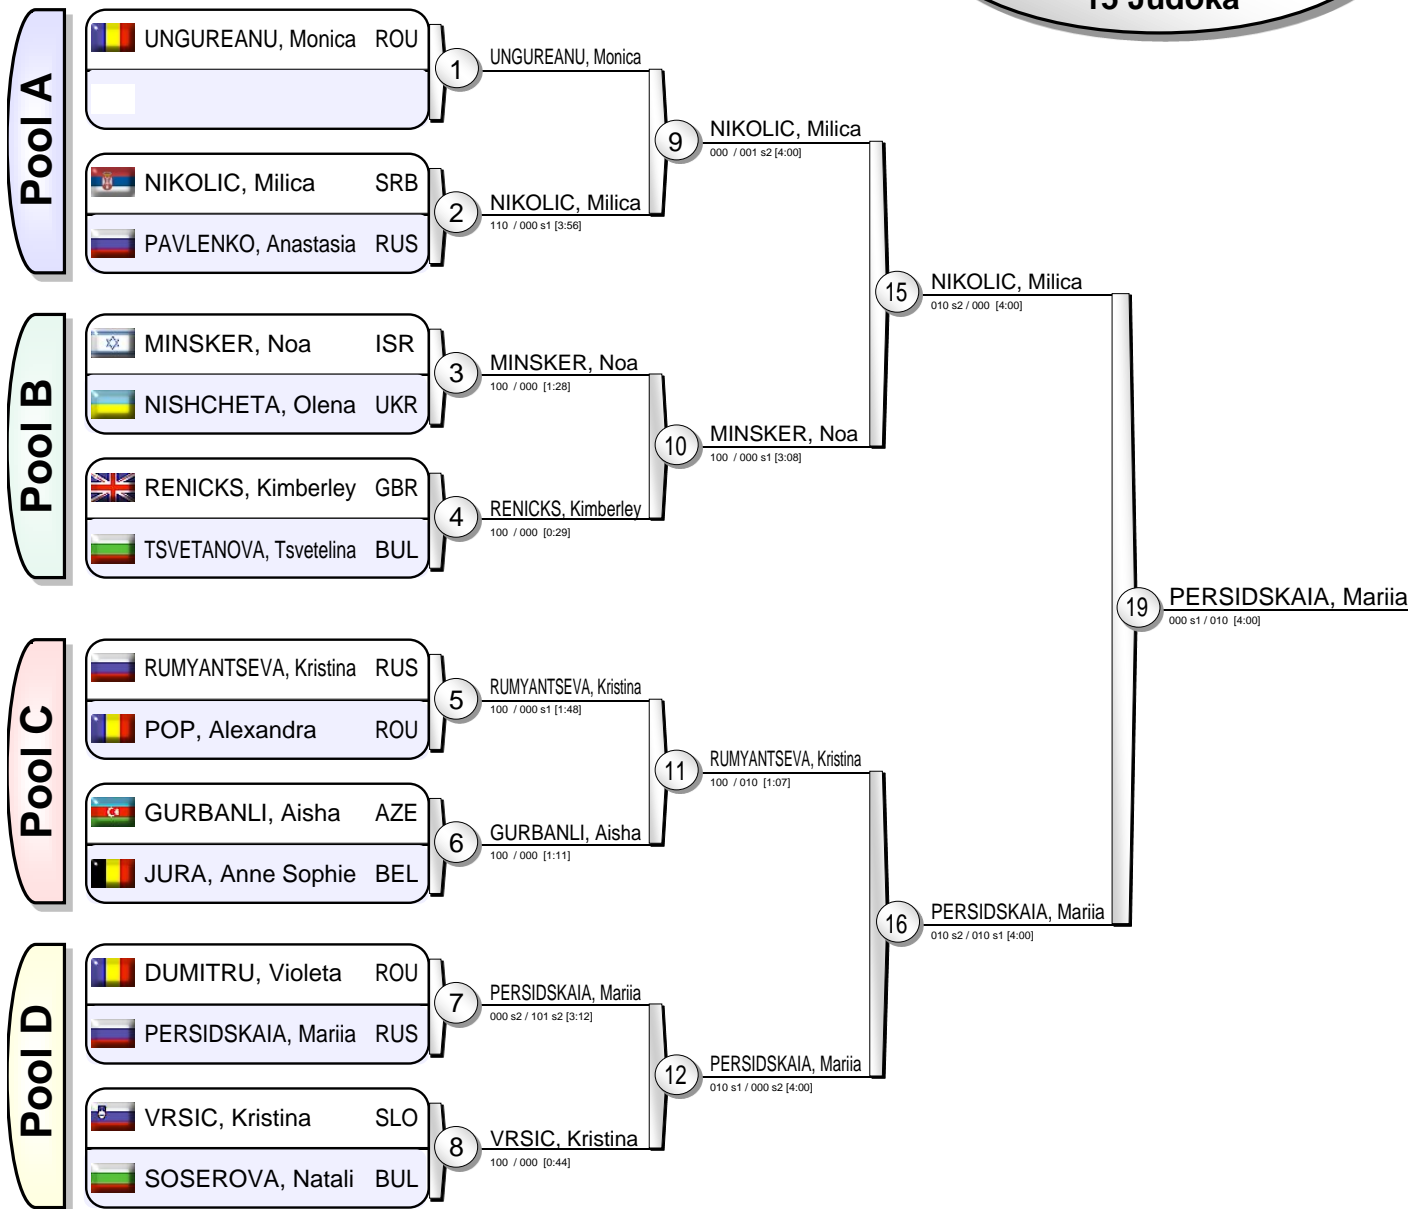 15 Judoka
Pool A
UNGUREANU, Monica ROU
1
UNGUREANU, Monica
NIKOLIC, Milica SRB
PAVLENKO, Anastasia RUS
2
NIKOLIC, Milica
110 / 000 s1 [3:56]
9
NIKOLIC, Milica
000 / 001 s2 [4:00]
Pool B
MINSKER, Noa ISR
NISHCHETA, Olena UKR
3
MINSKER, Noa
100 / 000 [1:28]
RENICKS, Kimberley GBR
TSVETANOVA, Tsvetelina BUL
4
RENICKS, Kimberley
100 / 000 [0:29]
10
MINSKER, Noa
100 / 000 s1 [3:08]
15
NIKOLIC, Milica
010 s2 / 000 [4:00]
Pool C
RUMYANTSEVA, Kristina RUS
POP, Alexandra ROU
5
RUMYANTSEVA, Kristina
100 / 000 s1 [1:48]
GURBANLI, Aisha AZE
JURA, Anne Sophie BEL
6
GURBANLI, Aisha
100 / 000 [1:11]
11
RUMYANTSEVA, Kristina
100 / 010 [1:07]
Pool D
DUMITRU, Violeta ROU
PERSIDSKAIA, Mariia RUS
7
PERSIDSKAIA, Mariia
000 s2 / 101 s2 [3:12]
VRSIC, Kristina SLO
SOSEROVA, Natali BUL
8
VRSIC, Kristina
100 / 000 [0:44]
12
PERSIDSKAIA, Mariia
010 s1 / 000 s2 [4:00]
16
PERSIDSKAIA, Mariia
010 s2 / 010 s1 [4:00]
19
PERSIDSKAIA, Mariia
000 s1 / 010 [4:00]